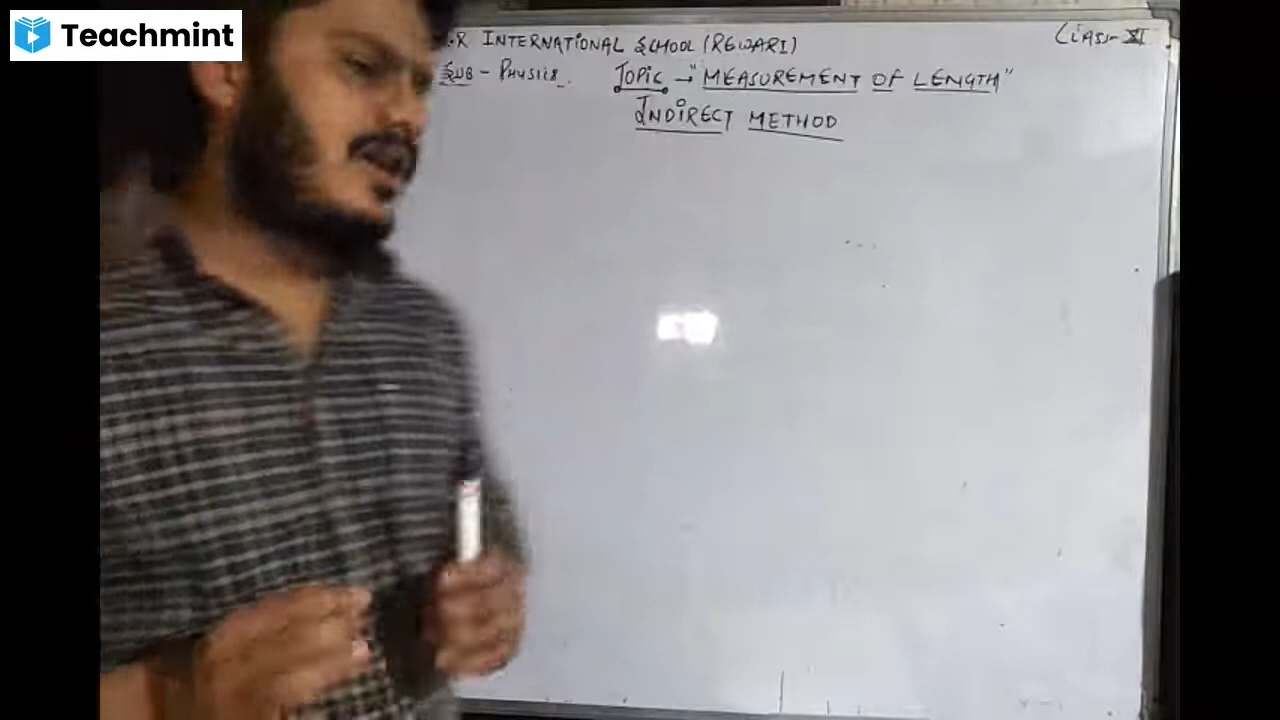 Teachmint
R INTERNATIONAL SCHOOL (REWARI)
CLASS-XI
SUB - PHYSICS.
TOPIC → "MEASUREMENT OF LENGTH"
INDIRECT METHOD